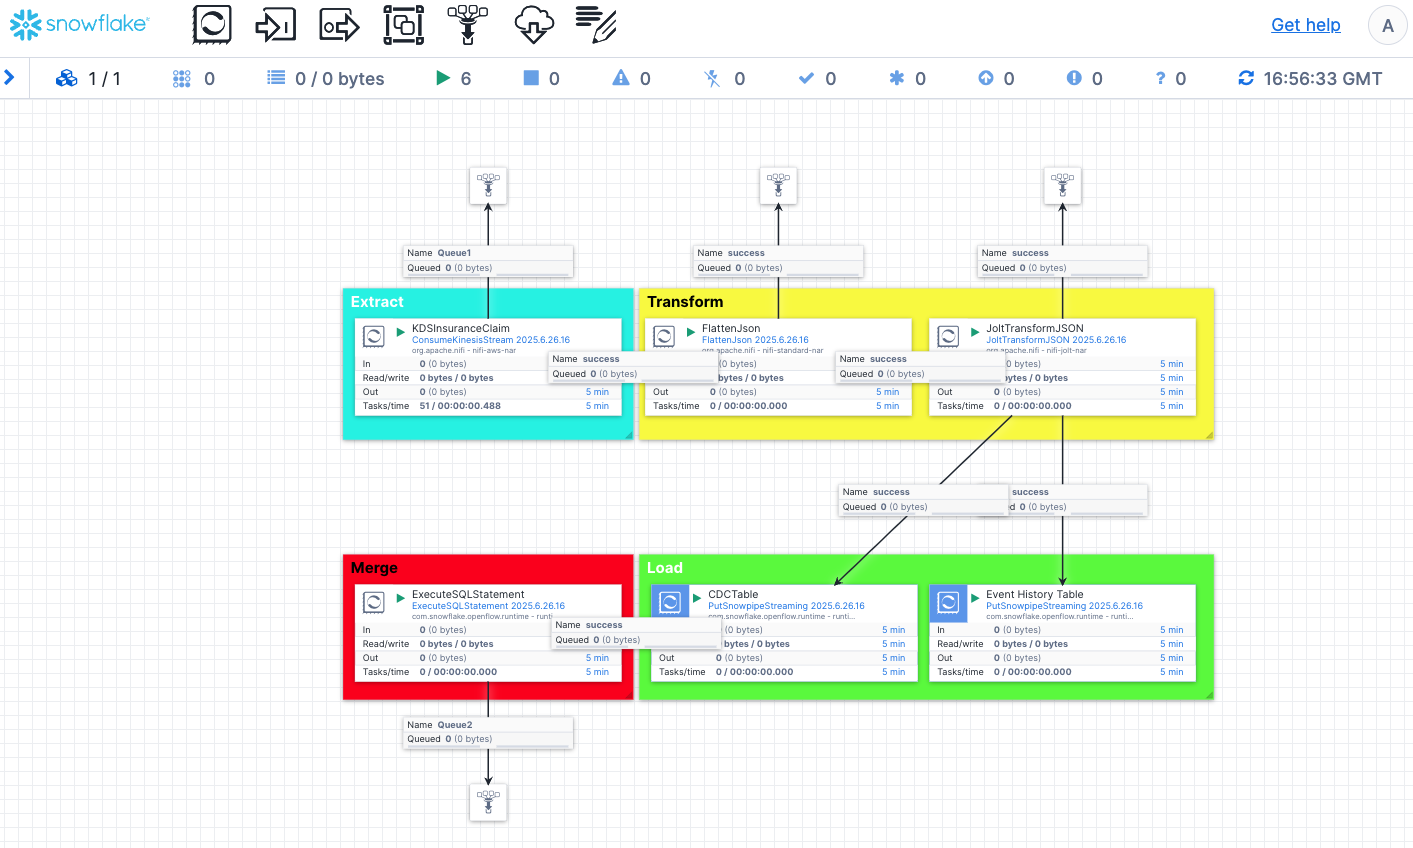 snowflake
Get help
A
1 / 1
0
0 / 0 bytes
6
0
0
0
0
0
0
0
? 0
16:56:33 GMT
Name Queue1
Queued 0 (0 bytes)
Name success
Queued 0 (0 bytes)
Name success
Queued 0 (0 bytes)
Extract
KDSInsuranceClaim
ConsumeKinesisStream 2025.6.26.16
org.apache.nifi - nifi-aws-nar
In 0 (0 bytes)
Read/write 0 bytes / 0 bytes
Out 0 (0 bytes) 5 min
Tasks/time 51 / 00:00:00.488 5 min
Name success
Queued 0 (0 bytes)
Transform
FlattenJson
FlattenJson 2025.6.26.16
org.apache.nifi - nifi-standard-nar
(0 bytes)
bytes / 0 bytes
Out 0 (0 bytes) 5 min
Tasks/time 0 / 00:00:00.000 5 min
Name success
Queued 0 (0 bytes)
JoltTransformJSON
JoltTransformJSON 2025.6.26.16
org.apache.nifi - nifi-jolt-nar
(0 bytes) 5 min
bytes / 0 bytes 5 min
Out 0 (0 bytes) 5 min
Tasks/time 0 / 00:00:00.000 5 min
Name success
Queued 0 (0 bytes)
success
0 (0 bytes)
Merge
ExecuteSQLStatement
ExecuteSQLStatement 2025.6.26.16
com.snowflake.openflow.runtime - runti
In 0 (0 bytes)
Read/write 0 bytes / 0 bytes
Out 0 (0 bytes) 5 min
Tasks/time 0 / 00:00:00.000 5 min
Name success
Queued 0 (0 bytes)
Load
CDCTable
PutSnowpipeStreaming 2025.6.26.16
com.snowflake.openflow.runtime - runti...
(0 bytes) 5 min
bytes / 0 bytes 5 min
Out 0 (0 bytes) 5 min
Tasks/time 0 / 00:00:00.000 5 min
Event History Table
PutSnowpipeStreaming 2025.6.26.16
com.snowflake.openflow.runtime - runti...
In 0 (0 bytes) 5 min
Read/write 0 bytes / 0 bytes 5 min
Out 0 (0 bytes) 5 min
Tasks/time 0 / 00:00:00.000 5 min
Name Queue2
Queued 0 (0 bytes)